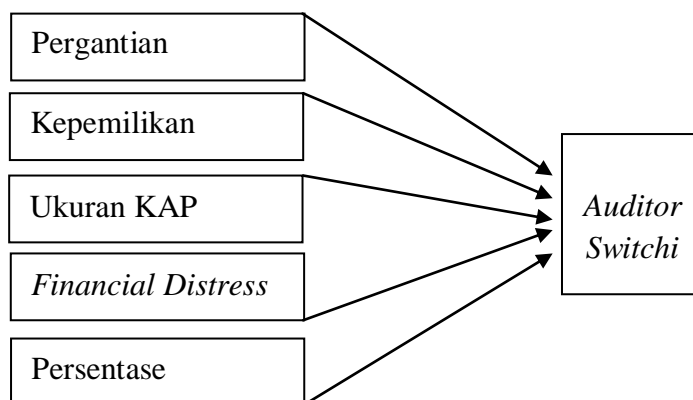 Pergantian
Kepemilikan
Ukuran KAP
Financial Distress
Persentase
Auditor
Switchi